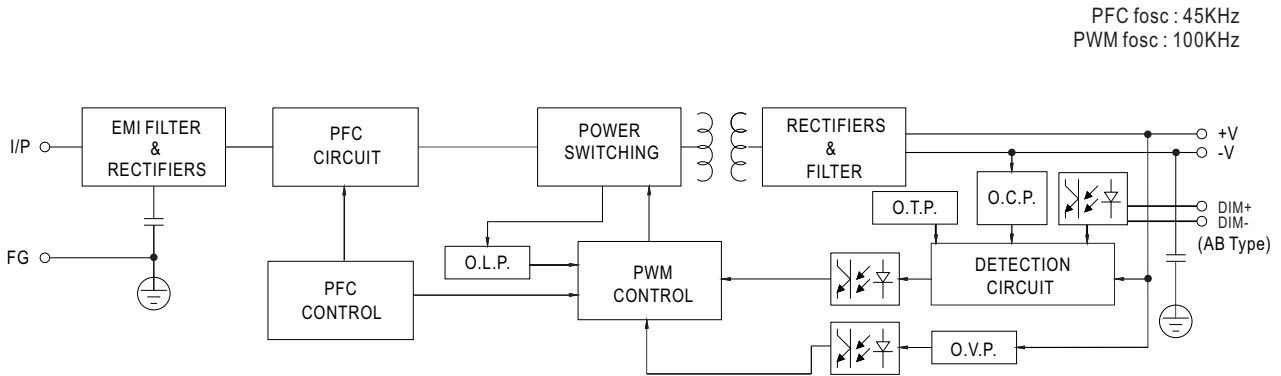 PFC fosc : 45KHz
PWM fosc : 100KHz
I/P
EMI FILTER
&
RECTIFIERS
PFC
CIRCUIT
POWER
SWITCHING
RECTIFIERS
&
FILTER
+V
-V
O.T.P.
O.C.P.
DIM+
DIM-
(AB Type)
FG
O.L.P.
PFC
CONTROL
PWM
CONTROL
DETECTION
CIRCUIT
O.V.P.